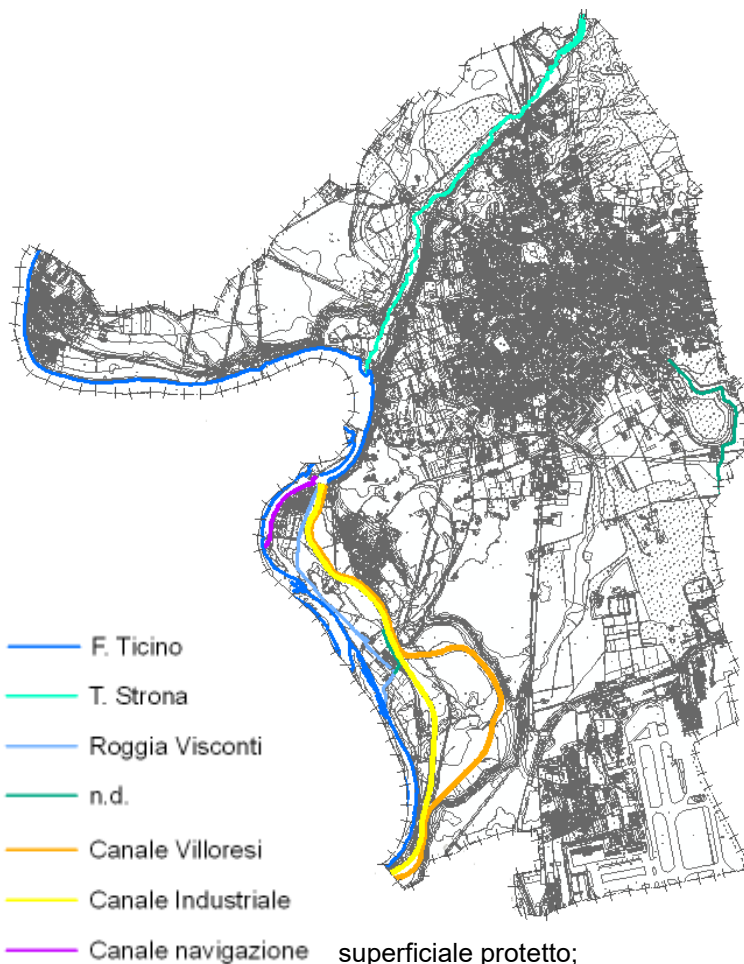 F. Ticino
T. Strona
Roggia Visconti
n.d.
Canale Villoresi
Canale Industriale
Canale navigazione
superficiale protetto;